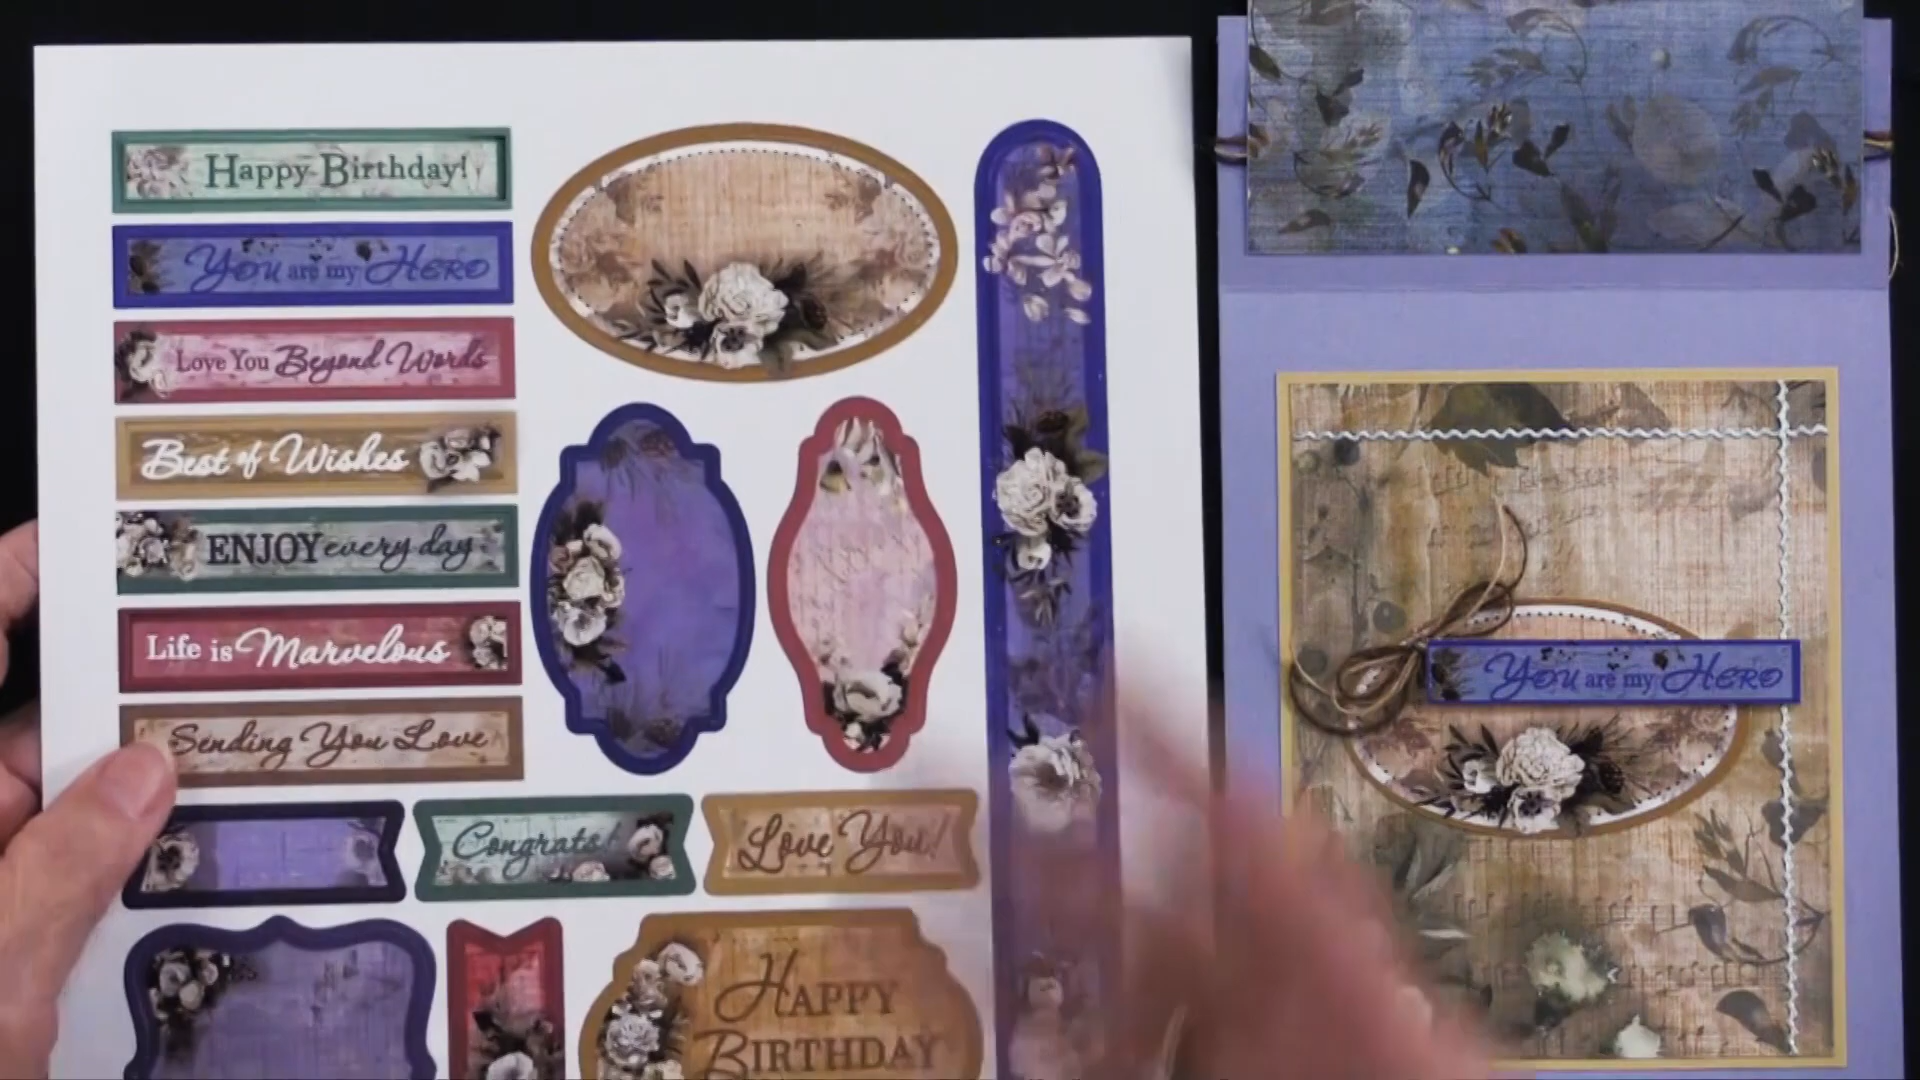 Happy Birthday!
You are my Hero
Love You Beyond Words
Best of Wishes
ENJOY every day
Life is Marvelous
Sending You Love
Congrats!
Love You!
HAPPY
BIRTHDAY
You are my Hero